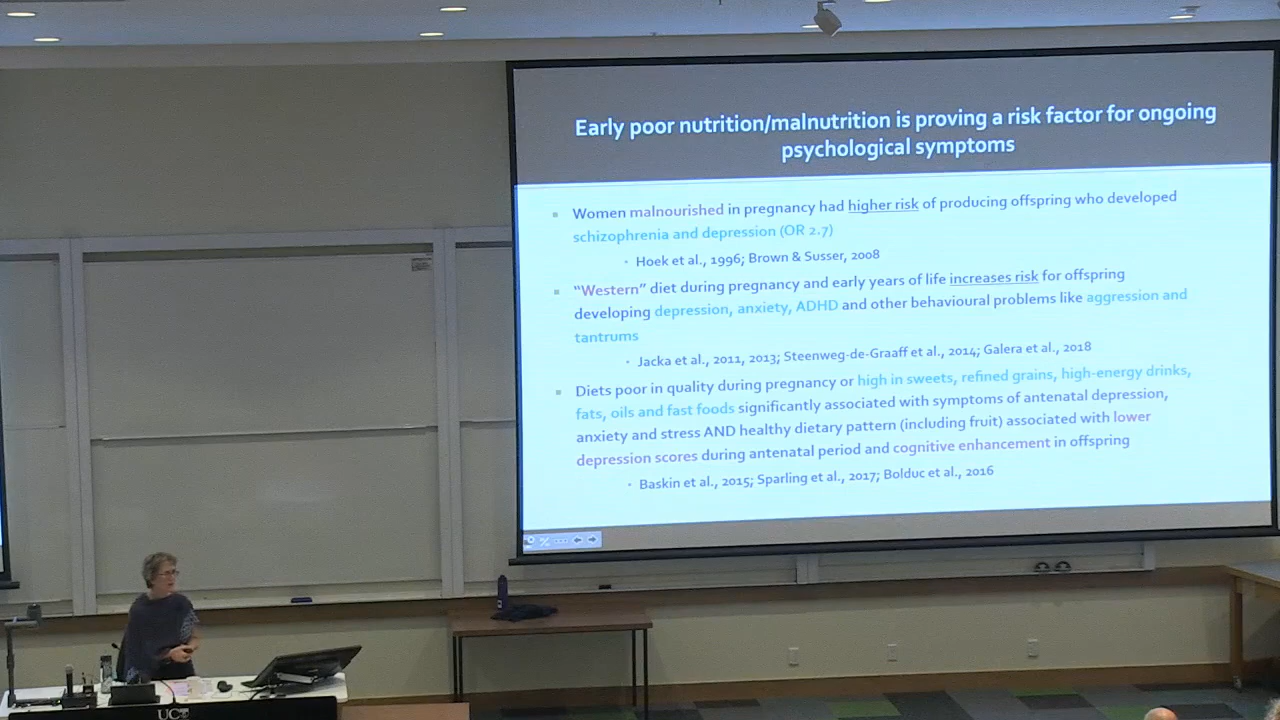 Early poor nutrition/malnutrition is proving a risk factor for ongoing
psychological symptoms
Women malnourished in pregnancy had higher risk of producing offspring who developed
schizophrenia and depression (OR 2.7)
Hoek et al., 1996; Brown & Susser, 2008
“Western” diet during pregnancy and early years of life increases risk for offspring
developing depression, anxiety, ADHD and other behavioural problems like aggression and
tantrums
Jacka et al., 2011, 2013; Steenweg-de-Graaff et al., 2014; Galera et al., 2018
Diets poor in quality during pregnancy or high in sweets, refined grains, high-energy drinks,
fats, oils and fast foods significantly associated with symptoms of antenatal depression,
anxiety and stress AND healthy dietary pattern (including fruit) associated with lower
depression scores during antenatal period and cognitive enhancement in offspring
Baskin et al., 2015; Sparling et al., 2017; Bolduc et al., 2016
UC